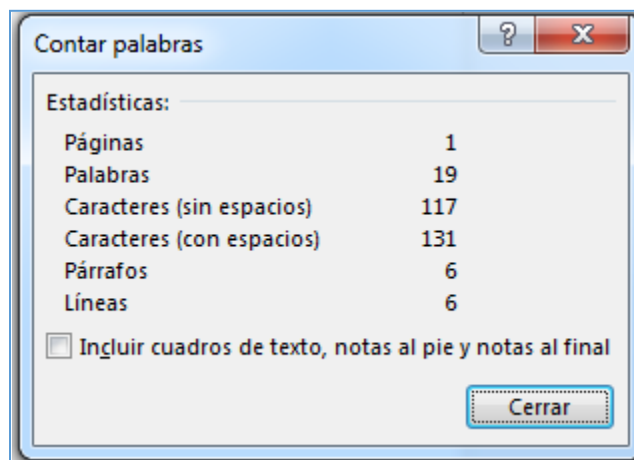 Contar palabras
Estadísticas:
Páginas 1
Palabras 19
Caracteres (sin espacios) 117
Caracteres (con espacios) 131
Párrafos 6
Líneas 6
Incluir cuadros de texto, notas al pie y notas al final
Cerrar